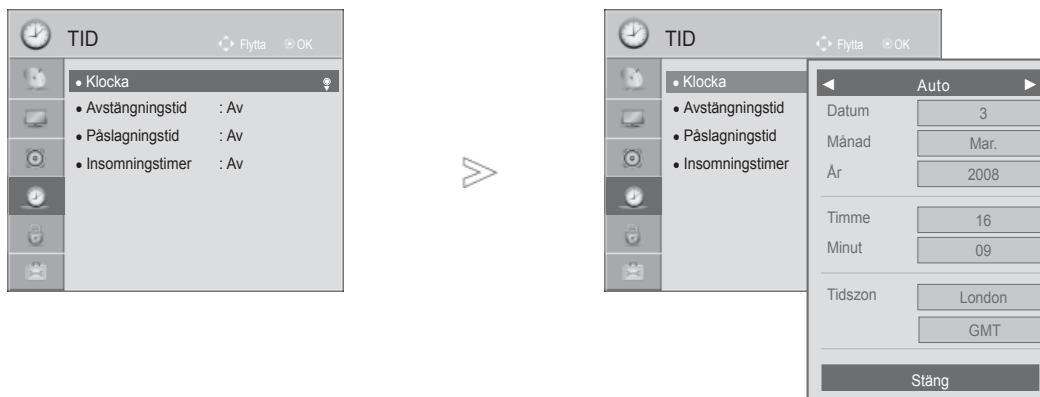 TID Flytta OK
• Klocka
• Avstängningstid : Av
• Påslagningstid : Av
• Insomningstimer : Av
TID Flytta OK
• Klocka
• Avstängningstid
• Påslagningstid
• Insomningstimer
◄ Auto ►
Datum 3
Månad Mar.
År 2008
Timme 16
Minut 09
Tidszon London
GMT
Stäng